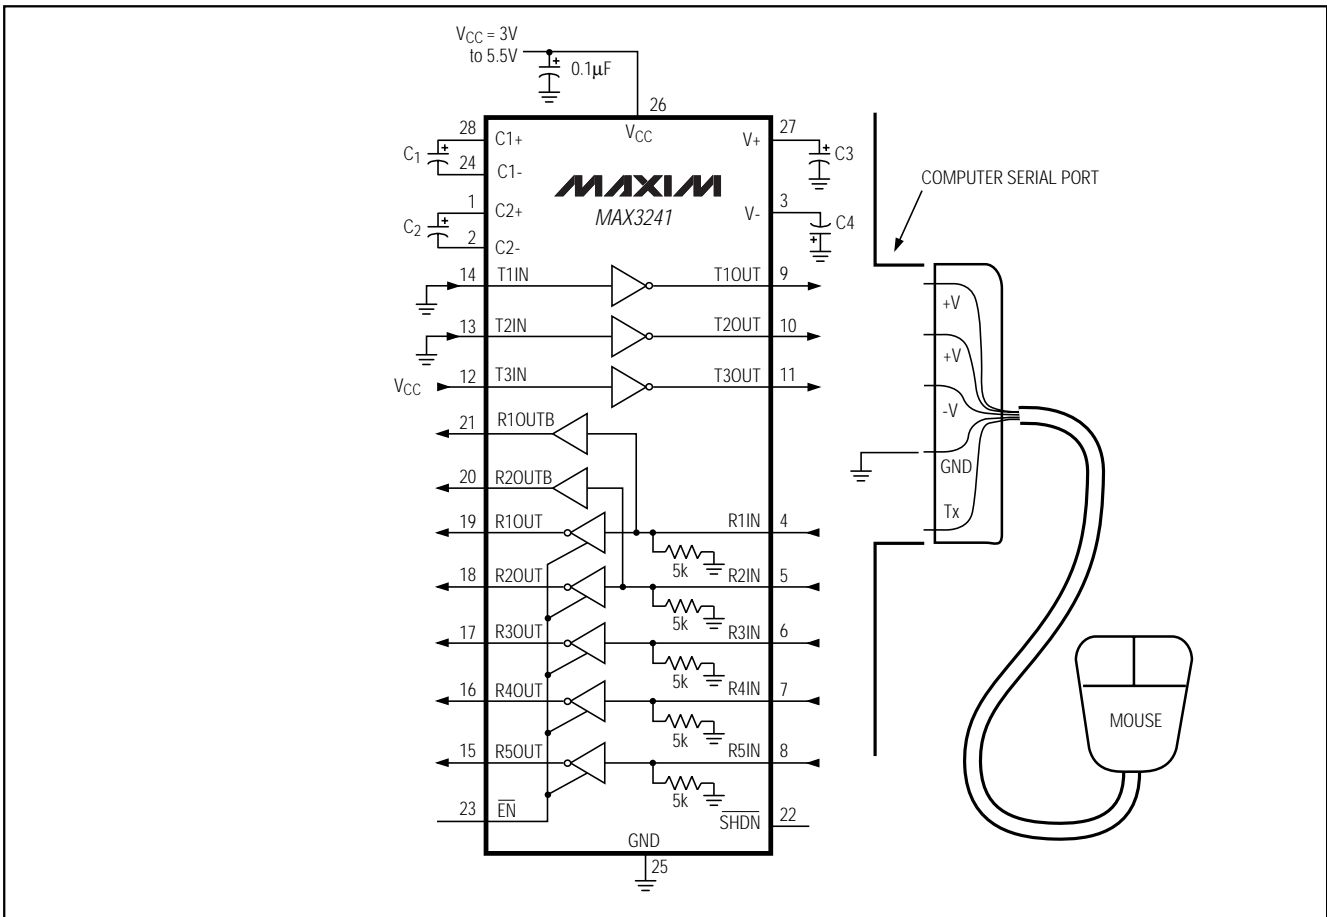 VCC = 3V
to 5.5V
0.1μF
26
VCC
28 C1+
C1
24 C1-
1 C2+
C2
2 C2-
V+ 27
C3
V- 3
C4
MAXIM
MAX3241
COMPUTER SERIAL PORT
14 T1IN T1OUT 9
13 T2IN T2OUT 10
VCC 12 T3IN T3OUT 11
21 R1OUTB
20 R2OUTB
19 R1OUT R1IN 4
5k
18 R2OUT R2IN 5
5k
17 R3OUT R3IN 6
5k
16 R4OUT R4IN 7
5k
15 R5OUT R5IN 8
5k
23 EN
SHDN 22
GND
25
+V
+V
-V
GND
Tx
MOUSE